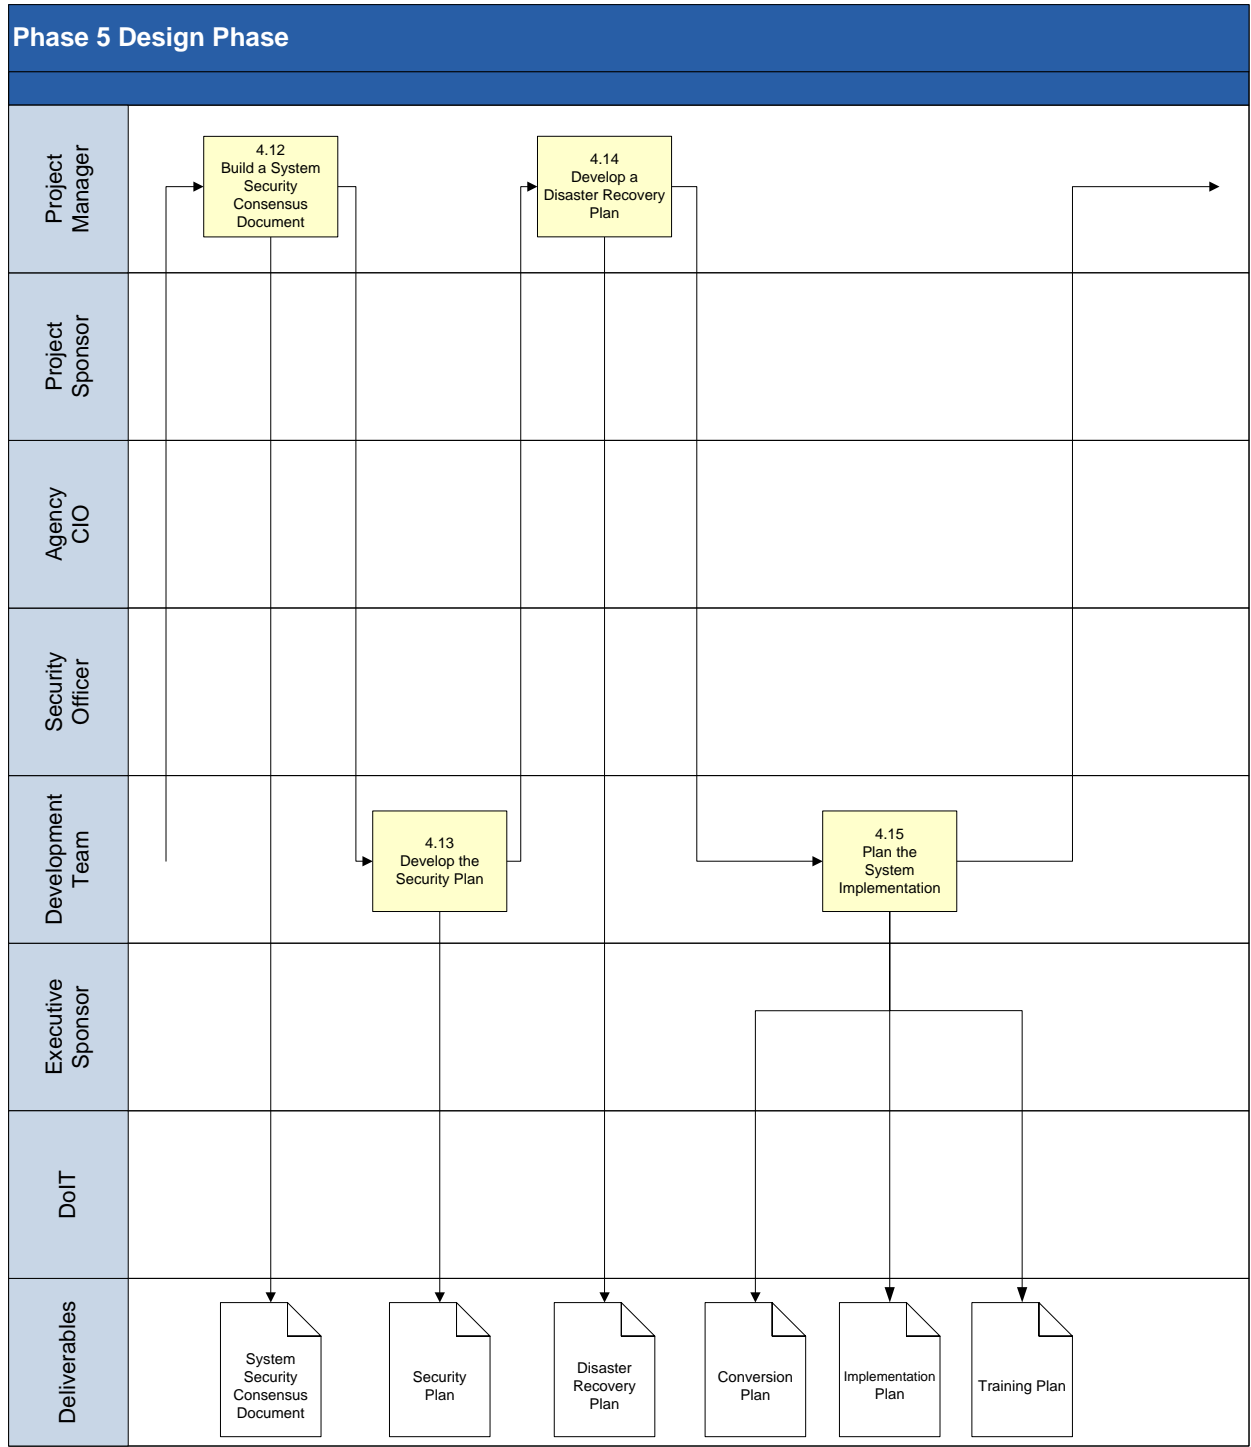 Phase 5 Design Phase
Project
Manager
4.12
Build a System
Security
Consensus
Document
4.14
Develop a
Disaster Recovery
Plan
Project
Sponsor
Agency
CIO
Security
Officer
Development
Team
4.13
Develop the
Security Plan
4.15
Plan the
System
Implementation
Executive
Sponsor
DoIT
Deliverables
System
Security
Consensus
Document
Security
Plan
Disaster
Recovery
Plan
Conversion
Plan
Implementation
Plan
Training Plan